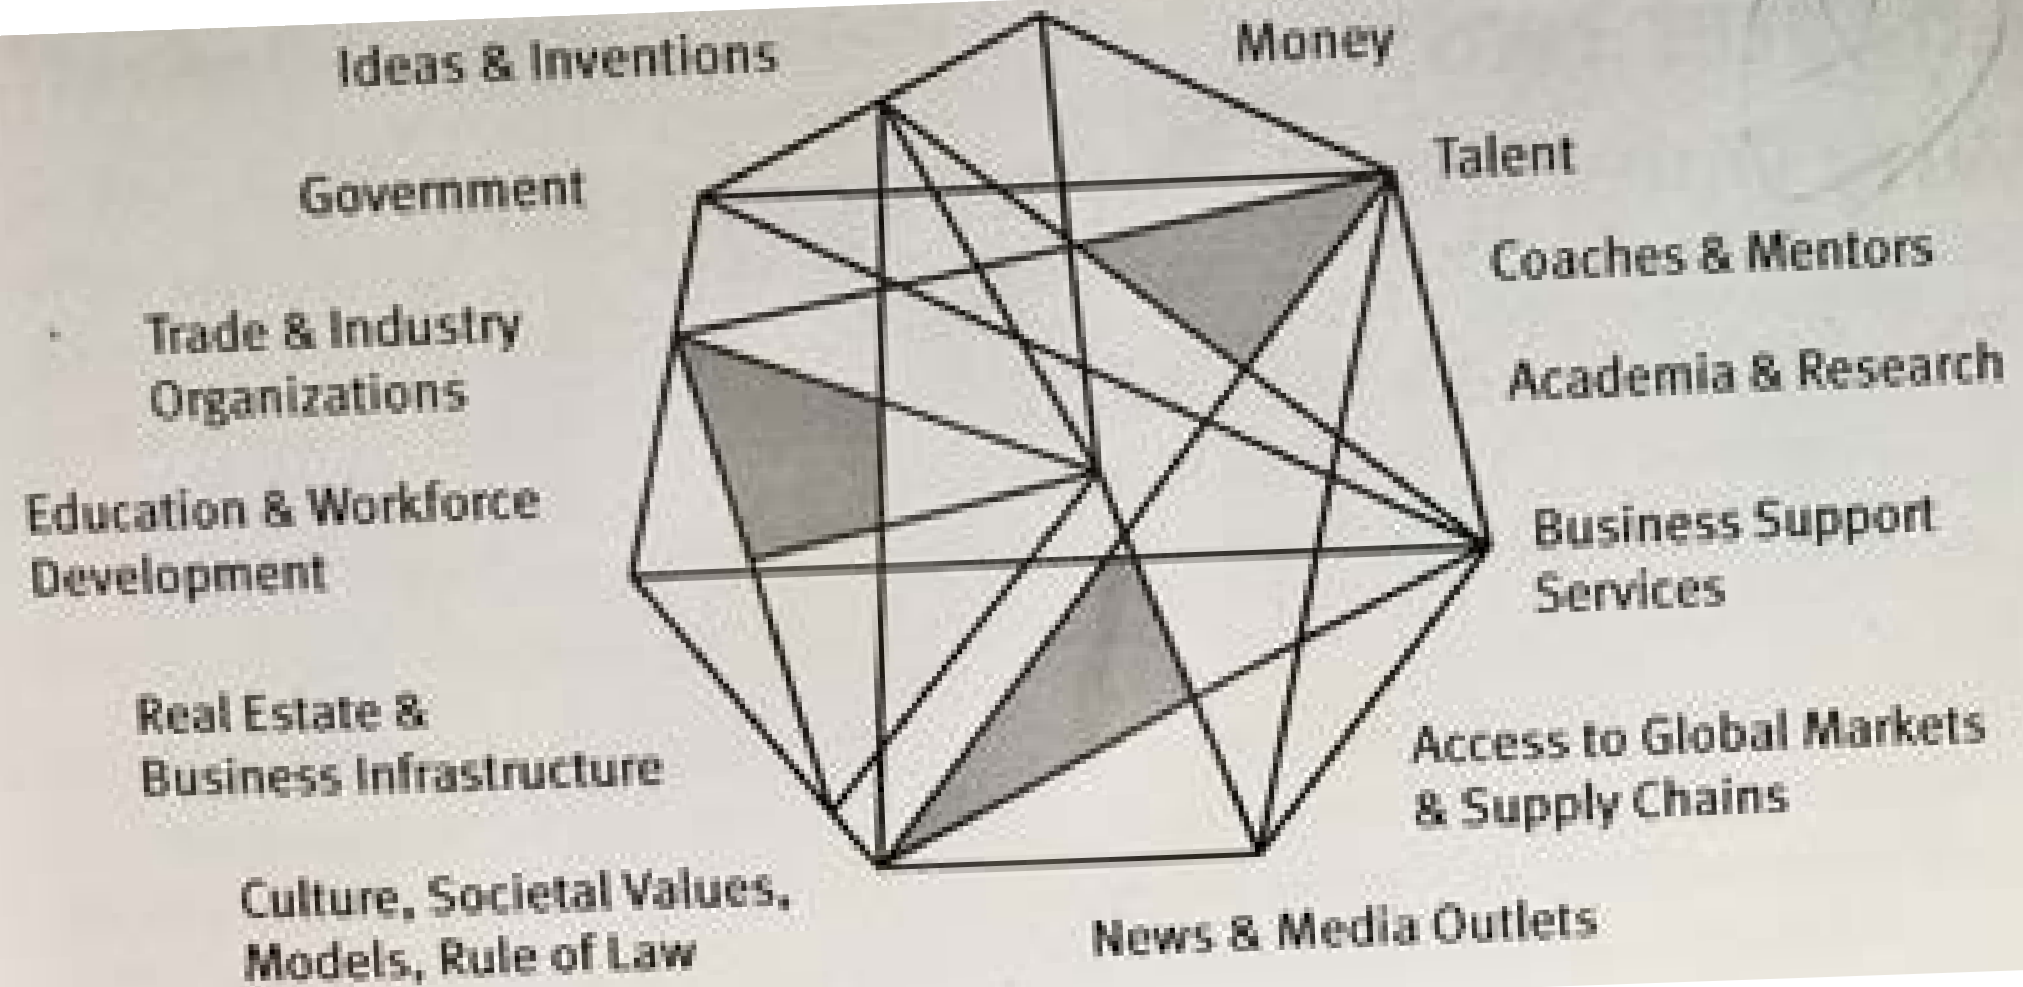 Ideas & Inventions
Money
Government
Talent
Coaches & Mentors
Trade & Industry
Organizations
Academia & Research
Education & Workforce
Development
Business Support
Services
Real Estate &
Business Infrastructure
Access to Global Markets
& Supply Chains
Culture, Societal Values,
Models, Rule of Law
News & Media Outlets